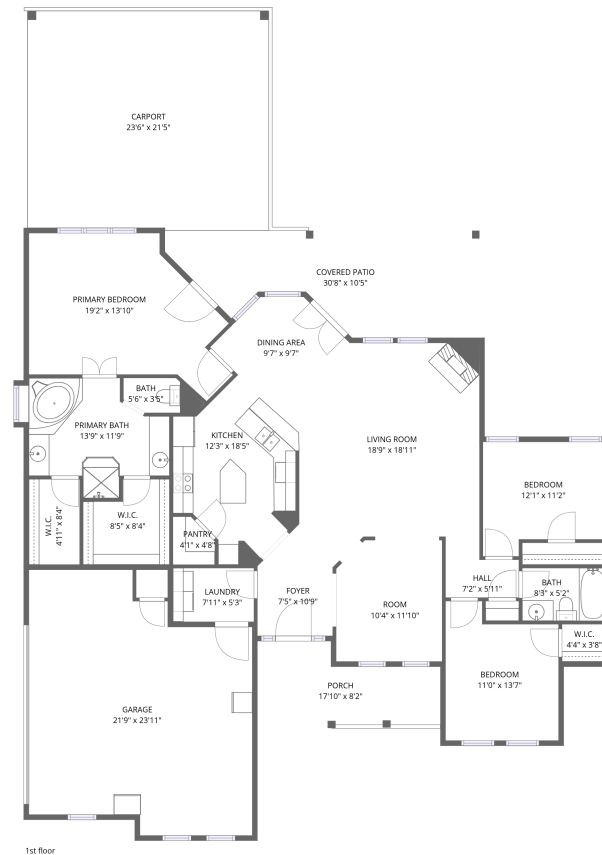 CARPORT
23'6" x 21'5"
COVERED PATIO
30'8" x 10'5"
PRIMARY BEDROOM
19'2" x 13'10"
DINING AREA
9'7" x 9'7"
BATH
5'6" x 3'5"
PRIMARY BATH
13'9" x 11'9"
KITCHEN
12'3" x 18'5"
LIVING ROOM
18'9" x 18'11"
BEDROOM
12'1" x 11'2"
W.I.C.
4'11" x 8'4"
W.I.C.
8'5" x 8'4"
PANTRY
4'1" x 4'8"
LAUNDRY
7'11" x 5'3"
FOYER
7'5" x 10'9"
ROOM
10'4" x 11'10"
HALL
7'2" x 5'11"
BATH
8'3" x 5'2"
W.I.C.
4'4" x 3'8"
BEDROOM
11'0" x 13'7"
PORCH
17'10" x 8'2"
GARAGE
21'9" x 23'11"
1st floor